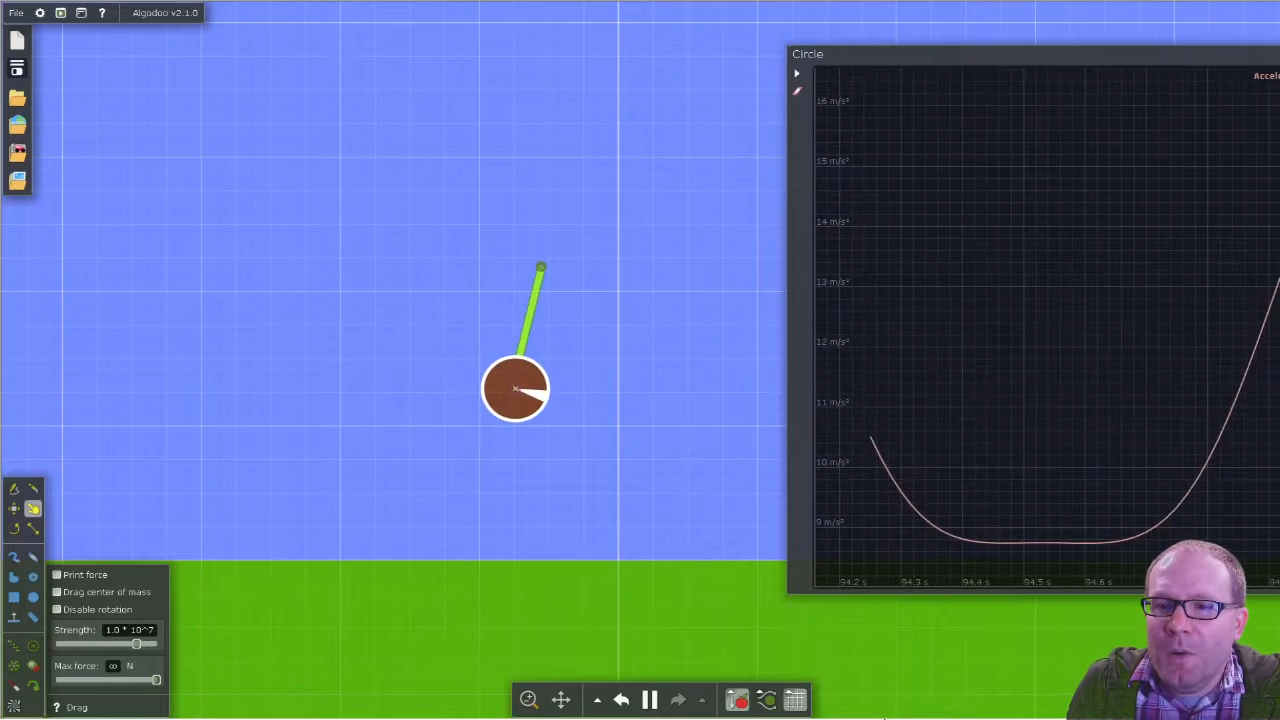 File ? Algodoo v2.1.0
Circle
Accele
16 m/s²
15 m/s²
14 m/s²
13 m/s²
12 m/s²
11 m/s²
10 m/s²
9 m/s²
94.2 s 94.3 s 94.4 s 94.5 s 94.6 s
Print force
Drag center of mass
Disable rotation
Strength: 1.0 * 10^7
Max force: ∞ N
? Drag